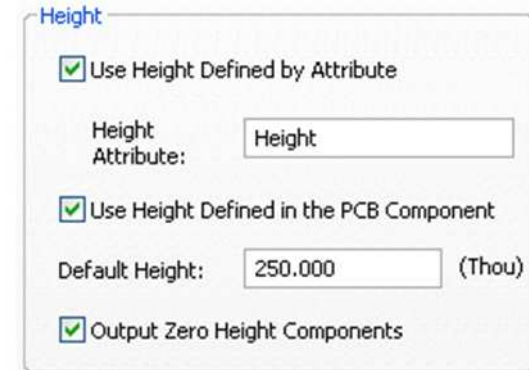 Height
Use Height Defined by Attribute
Height
Attribute:
Height
Use Height Defined in the PCB Component
Default Height: 250.000 (Thou)
Output Zero Height Components